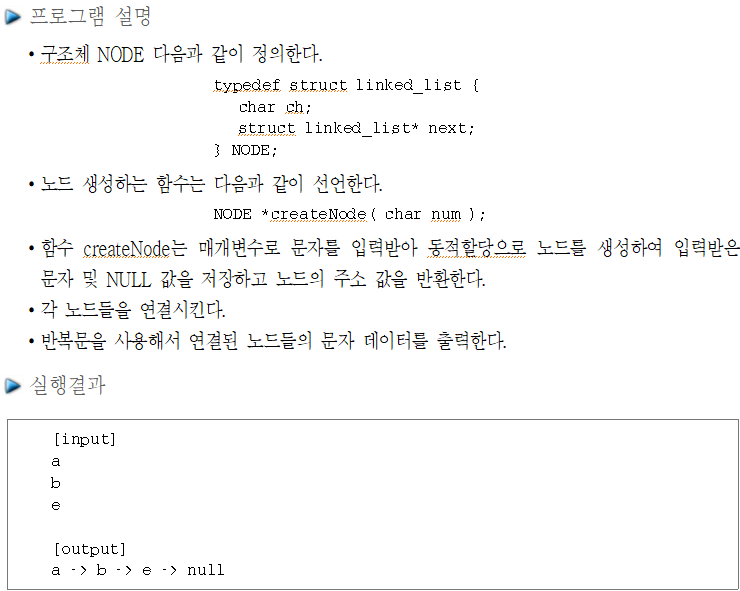 프로그램 설명
• 구조체 NODE 다음과 같이 정의한다.
typedef struct linked_list {
char ch;
struct linked_list* next;
} NODE;
• 노드 생성하는 함수는 다음과 같이 선언한다.
NODE *createNode( char num );
• 함수 createNode는 매개변수로 문자를 입력받아 동적할당으로 노드를 생성하여 입력받은
문자 및 NULL 값을 저장하고 노드의 주소 값을 반환한다.
• 각 노드들을 연결시킨다.
• 반복문을 사용해서 연결된 노드들의 문자 데이터를 출력한다.
실행결과
[input]
a
b
e
[output]
a -> b -> e -> null